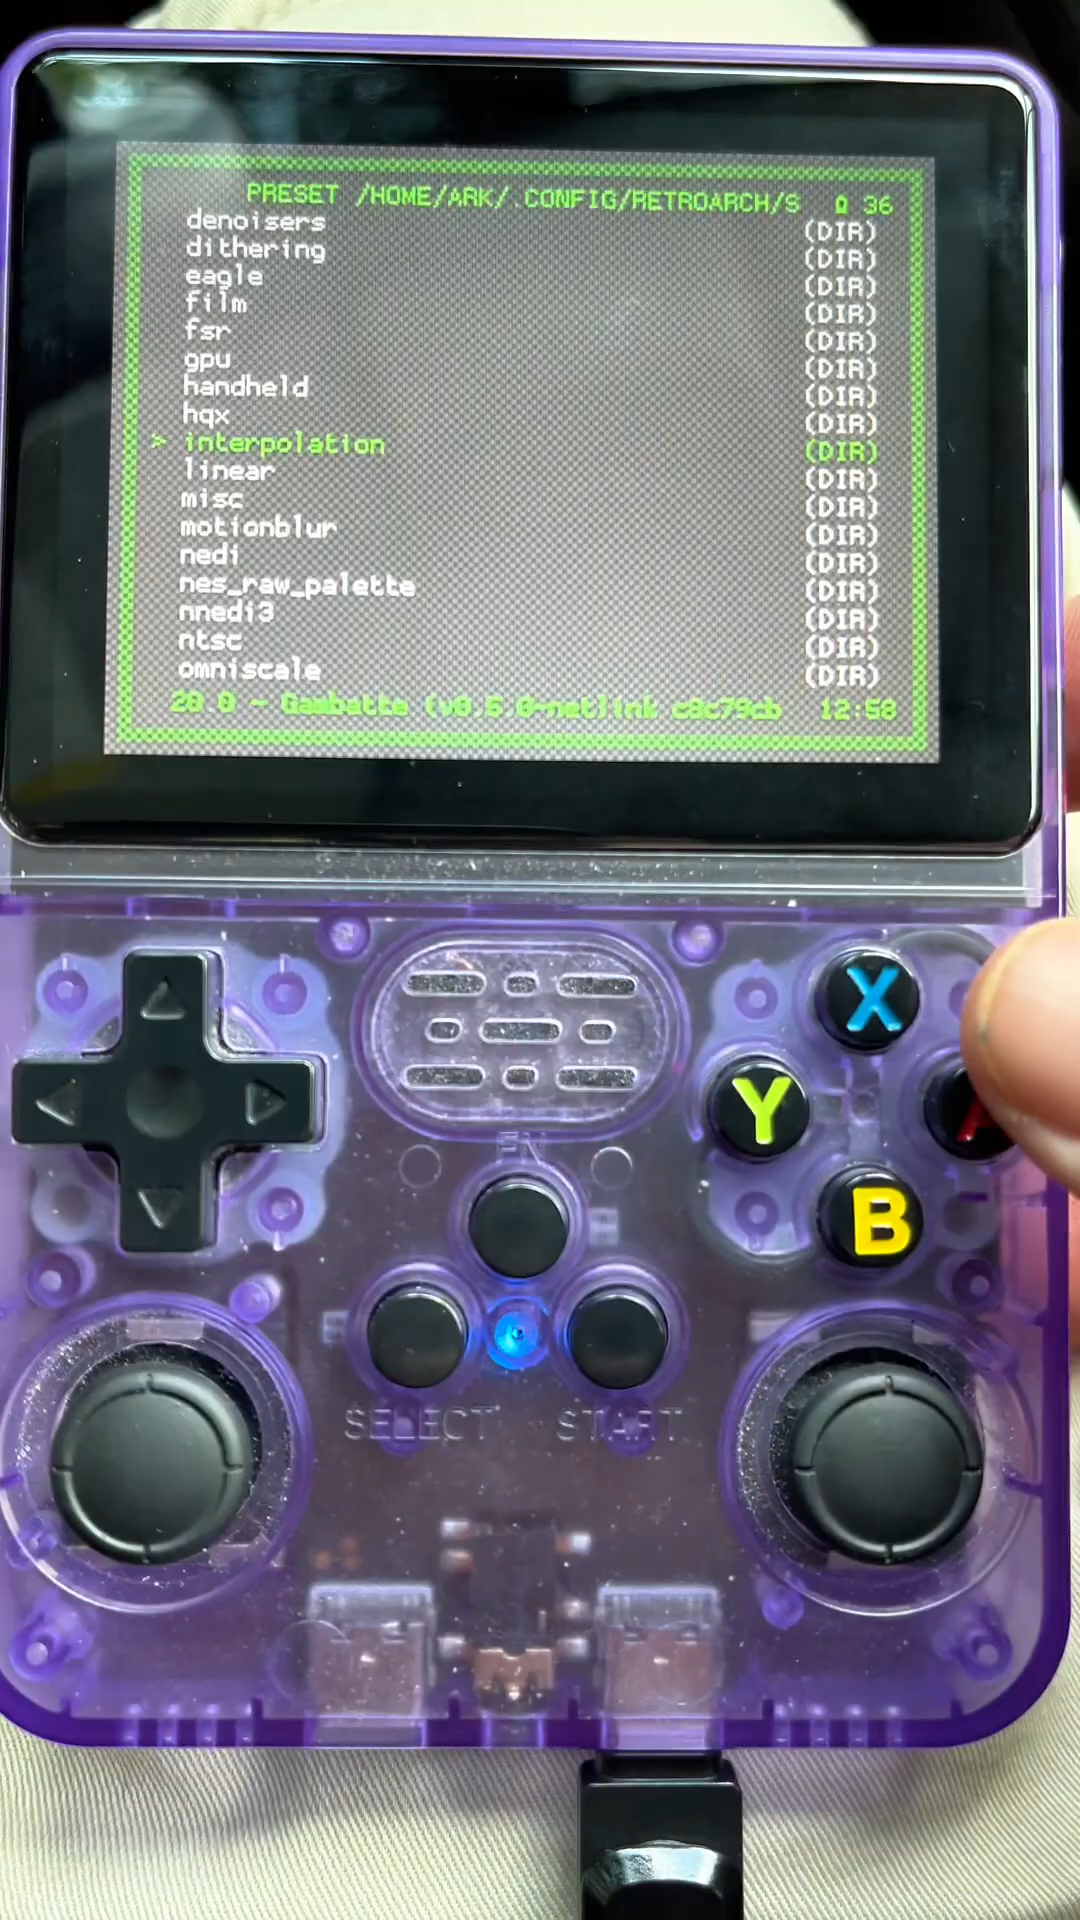 PRESET /HOME/ARK/.CONFIG/RETROARCH/S 36
denoisers (DIR)
dithering (DIR)
eagle (DIR)
film (DIR)
fsr (DIR)
gpu (DIR)
handheld (DIR)
hqx (DIR)
> interpolation (DIR)
linear (DIR)
misc (DIR)
motionblur (DIR)
nedi (DIR)
nes_raw_palette (DIR)
nnedi3 (DIR)
ntsc (DIR)
omniscale (DIR)
20.0 - Gambatte (v0.5.0-netlink c8c79cb 12:58
X
Y
A
B
FN
SELECT START